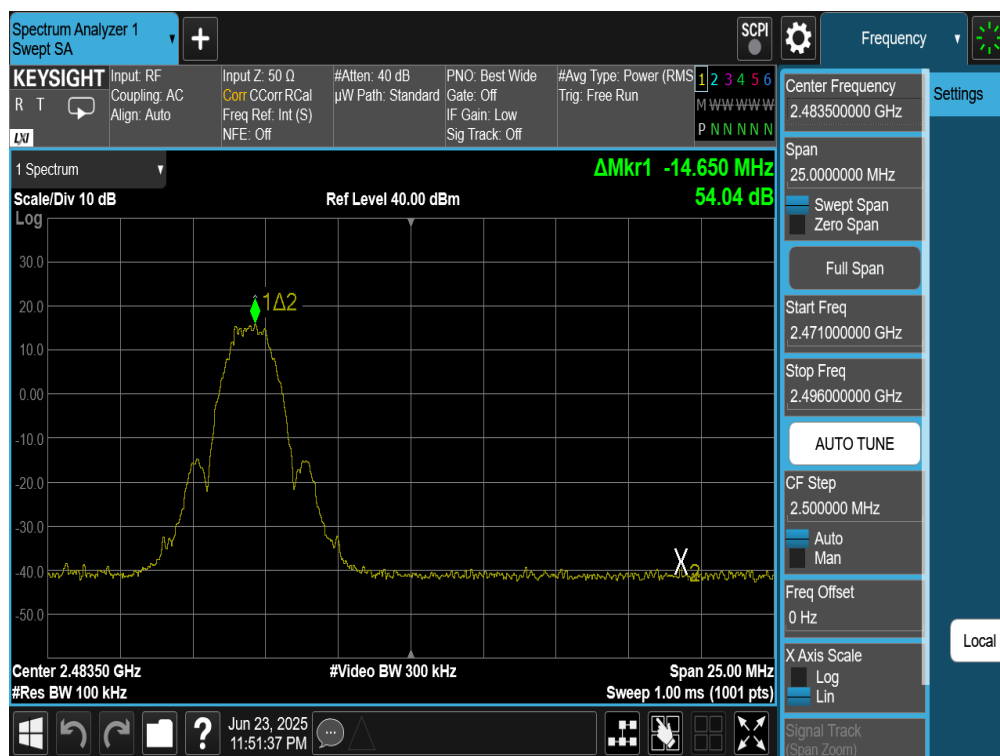 Spectrum Analyzer 1
Swept SA
+
SCPI
Frequency
KEYSIGHT
R T
LXI
Input: RF
Coupling: AC
Align: Auto
Input Z: 50 Ω
Corr CCorr RCal
Freq Ref: Int (S)
NFE: Off
#Atten: 40 dB
µW Path: Standard
PNO: Best Wide
Gate: Off
IF Gain: Low
Sig Track: Off
#Avg Type: Power (RMS
Trig: Free Run
1 2 3 4 5 6
M W W W W W
P N N N N N
1 Spectrum
Scale/Div 10 dB
Log
Ref Level 40.00 dBm
ΔMkr1 -14.650 MHz
54.04 dB
30.0
20.0
10.0
0.00
-10.0
-20.0
-30.0
-40.0
-50.0
1Δ2
X
2
Center 2.48350 GHz
#Res BW 100 kHz
#Video BW 300 kHz
Span 25.00 MHz
Sweep 1.00 ms (1001 pts)
?
Jun 23, 2025
11:51:37 PM
Center Frequency
2.483500000 GHz
Span
25.0000000 MHz
Swept Span
Zero Span
Full Span
Start Freq
2.471000000 GHz
Stop Freq
2.496000000 GHz
AUTO TUNE
CF Step
2.500000 MHz
Auto
Man
Freq Offset
0 Hz
X Axis Scale
Log
Lin
Signal Track
(Span Zoom)
Settings
Local